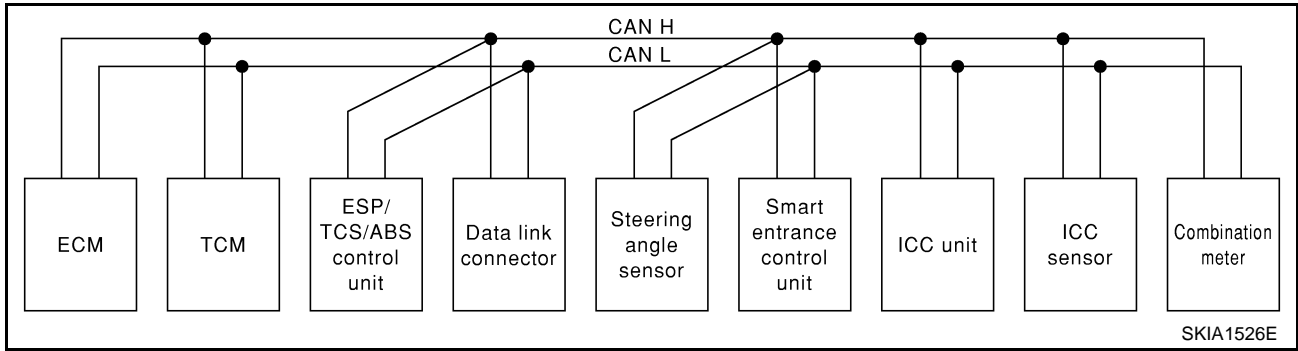 CAN H
CAN L
ECM
TCM
ESP/
TCS/ABS
control
unit
Data link
connector
Steering
angle
sensor
Smart
entrance
control
unit
ICC unit
ICC
sensor
Combination
meter
SKIA1526E